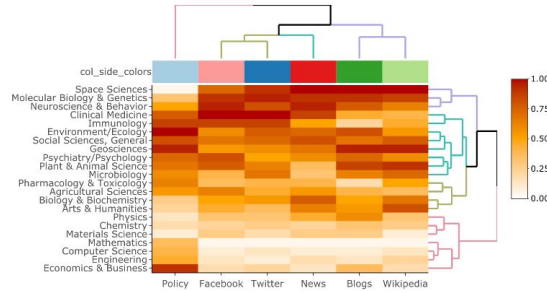 col_side_colors
Space Sciences
Molecular Biology & Genetics
Neuroscience & Behavior
Clinical Medicine
Immunology
Environment/Ecology
Social Sciences, General
Geosciences
Psychiatry/Psychology
Plant & Animal Science
Microbiology
Pharmacology & Toxicology
Agricultural Sciences
Biology & Biochemistry
Arts & Humanities
Physics
Chemistry
Materials Science
Mathematics
Computer Science
Engineering
Economics & Business
Policy Facebook Twitter News Blogs Wikipedia
1.00
0.75
0.50
0.25
0.00